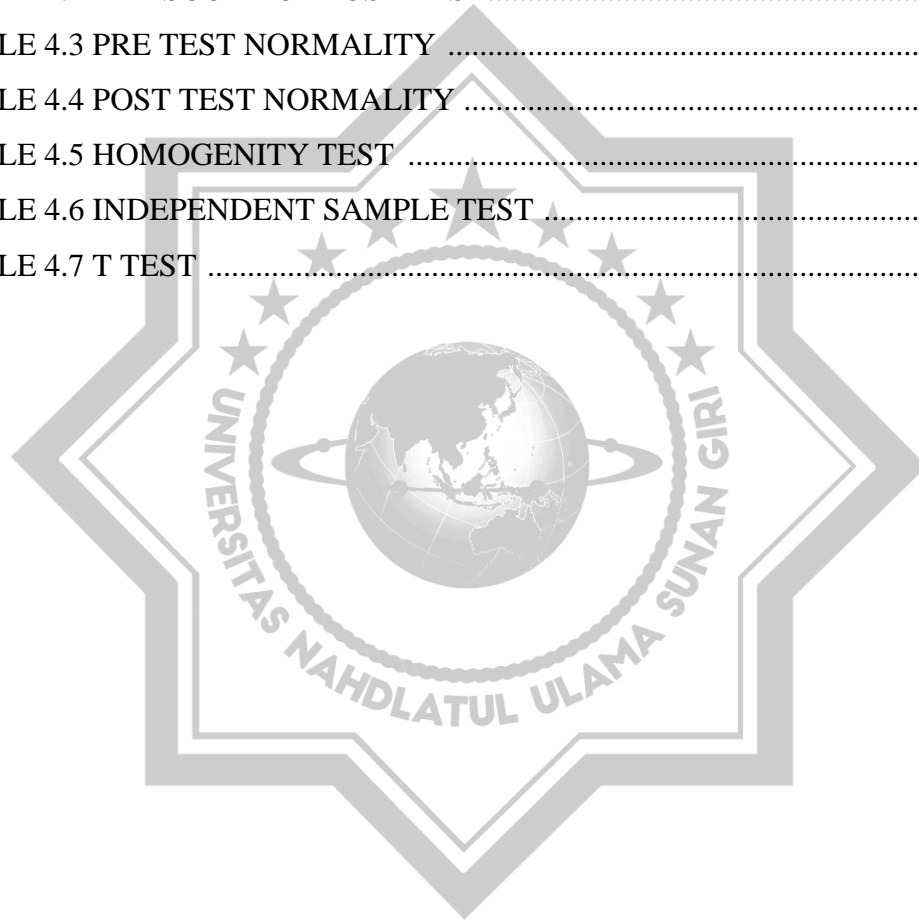 LE 4.3 PRE TEST NORMALITY ........................................................
LE 4.4 POST TEST NORMALITY ......................................................
LE 4.5 HOMOGENITY TEST .............................................................
LE 4.6 INDEPENDENT SAMPLE TEST ............................................
LE 4.7 T TEST .......................................................................................
UNIVERSITAS NAHDLATUL ULAMA SUNAN GIRI